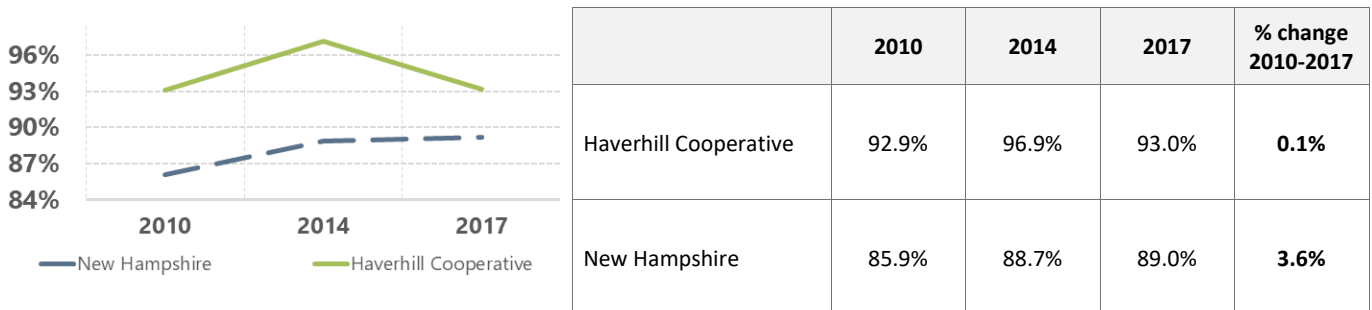 96%
93%
90%
87%
84%
2010 2014 2017
New Hampshire Haverhill Cooperative
2010 2014 2017 % change
2010-2017
Haverhill Cooperative 92.9% 96.9% 93.0% 0.1%
New Hampshire 85.9% 88.7% 89.0% 3.6%